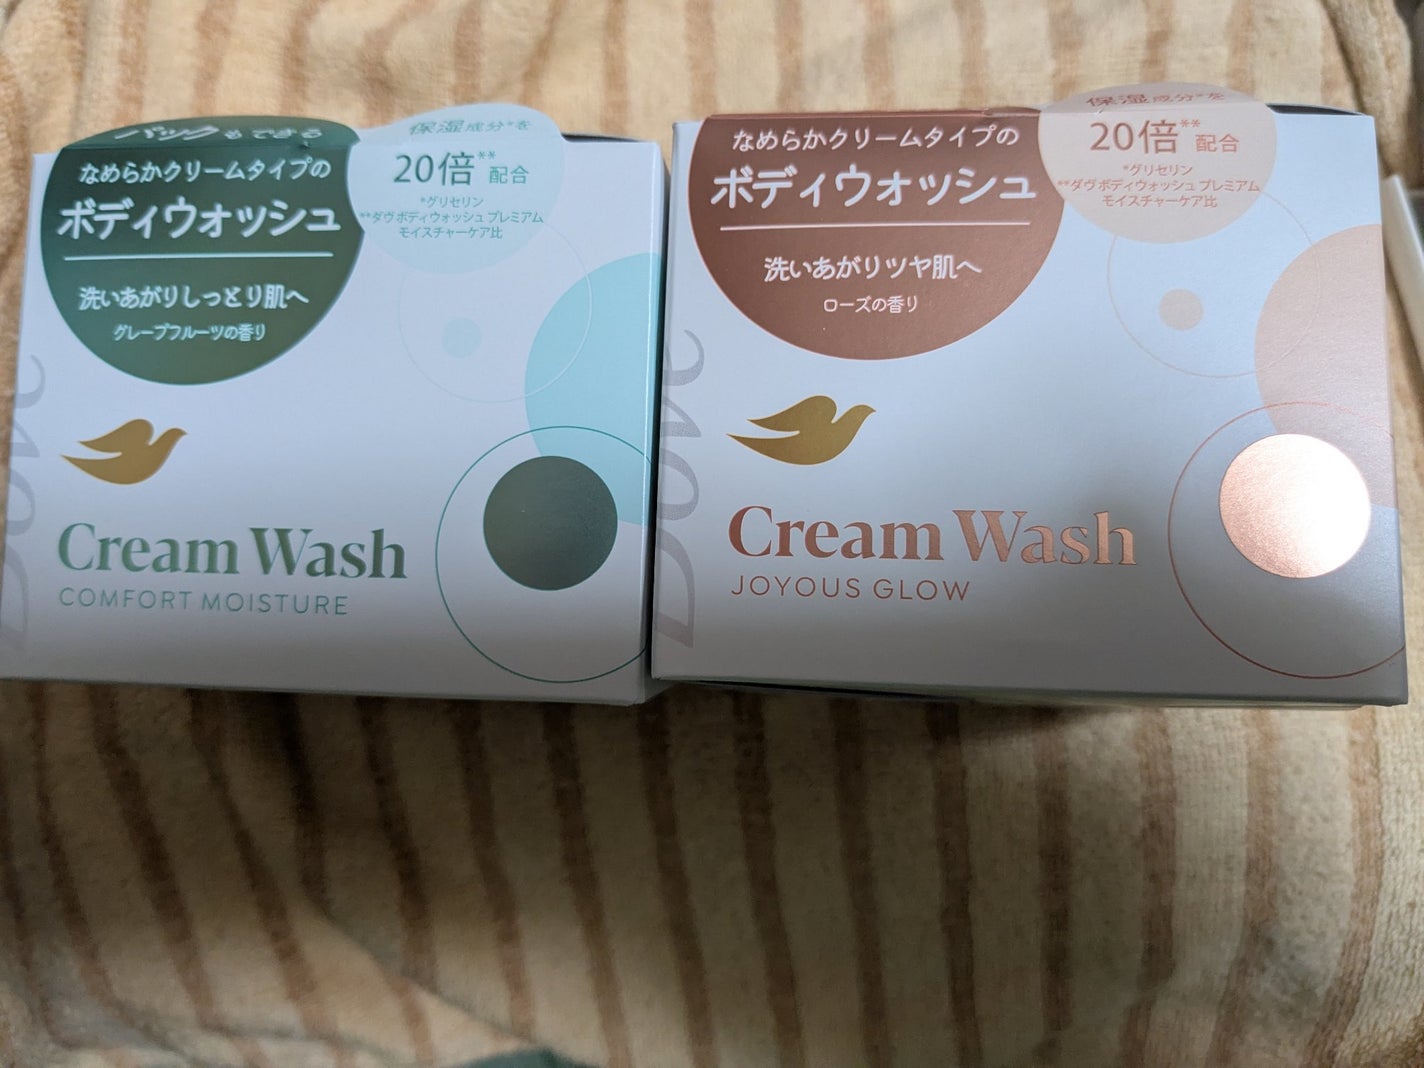 パックもできる
なめらかクリームタイプの
ボディウォッシュ
洗いあがりしっとり肌へ
グレープフルーツの香り
保湿成分*を
20倍** 配合
*グリセリン
**ダヴ ボディウォッシュ プレミアム
モイスチャーケア比
Dove
Cream Wash
COMFORT MOISTURE
なめらかクリームタイプの
ボディウォッシュ
洗いあがりツヤ肌へ
ローズの香り
保湿成分*を
20倍** 配合
*グリセリン
**ダヴ ボディウォッシュ プレミアム
モイスチャーケア比
Dove
Cream Wash
JOYOUS GLOW